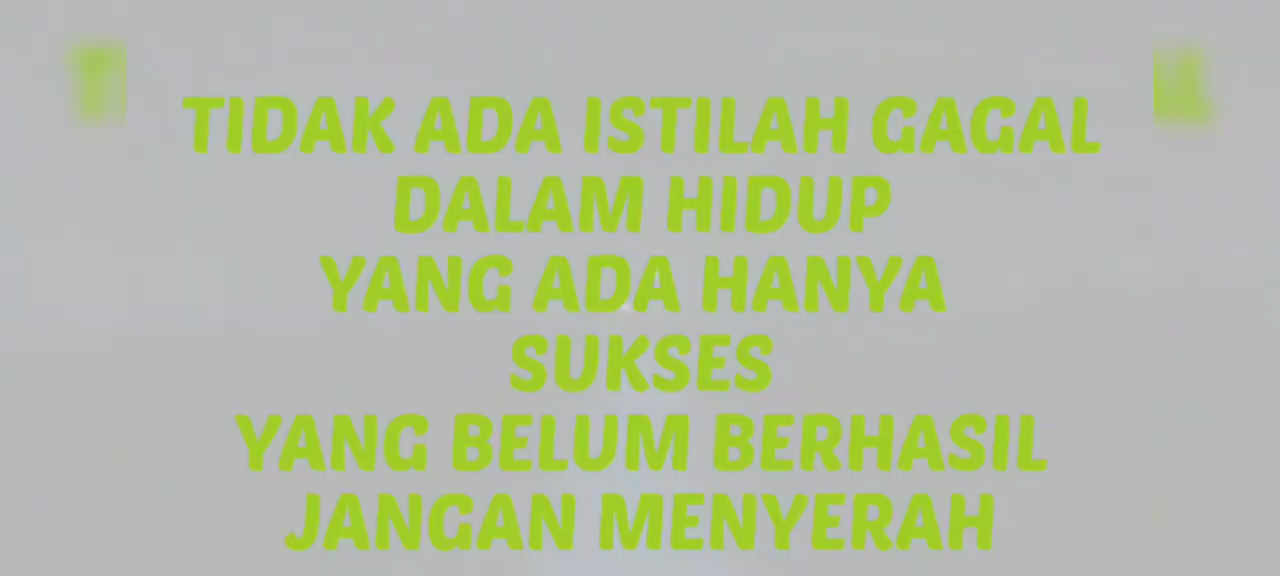 TIDAK ADA ISTILAH GAGAL
DALAM HIDUP
YANG ADA HANYA
SUKSES
YANG BELUM BERHASIL
JANGAN MENYERAH